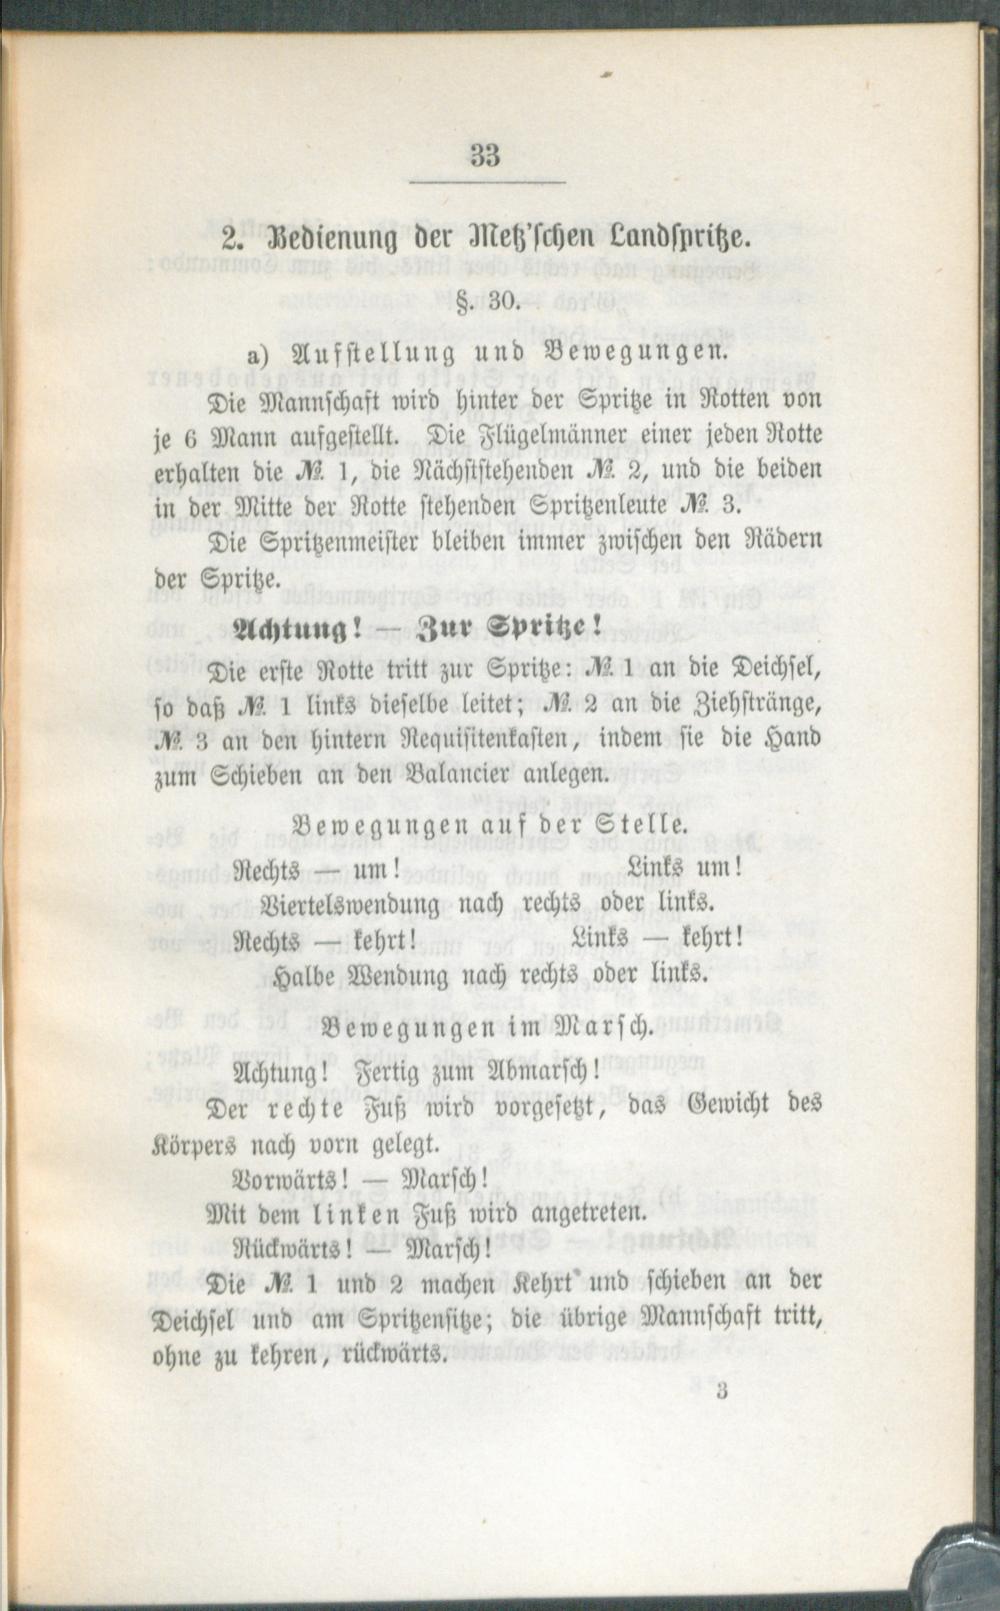 33
2. Bedienung der Metz'schen Landspritze.
§. 30.
a) Aufstellung und Bewegungen.
Die Mannschaft wird hinter der Spritze in Rotten von
je 6 Mann aufgestellt. Die Flügelmänner einer jeden Rotte
erhalten die №. 1, die Nächststehenden №. 2, und die beiden
in der Mitte der Rotte stehenden Spritzenleute №. 3.
Die Spritzenmeister bleiben immer zwischen den Rädern
der Spritze.
Achtung! — Zur Spritze!
Die erste Rotte tritt zur Spritze: №. 1 an die Deichsel,
so daß №. 1 links dieselbe leitet; №. 2 an die Ziehstränge,
№. 3 an den hintern Requisitenkasten, indem sie die Hand
zum Schieben an den Balancier anlegen.
Bewegungen auf der Stelle.
Rechts — um! Links um!
Viertelswendung nach rechts oder links.
Rechts — kehrt! Links — kehrt!
Halbe Wendung nach rechts oder links.
Bewegungen im Marsch.
Achtung! Fertig zum Abmarsch!
Der rechte Fuß wird vorgesetzt, das Gewicht des
Körpers nach vorn gelegt.
Vorwärts! — Marsch!
Mit dem linken Fuß wird angetreten.
Rückwärts! — Marsch!
Die №. 1 und 2 machen Kehrt und schieben an der
Deichsel und am Spritzensitze; die übrige Mannschaft tritt,
ohne zu kehren, rückwärts.
3